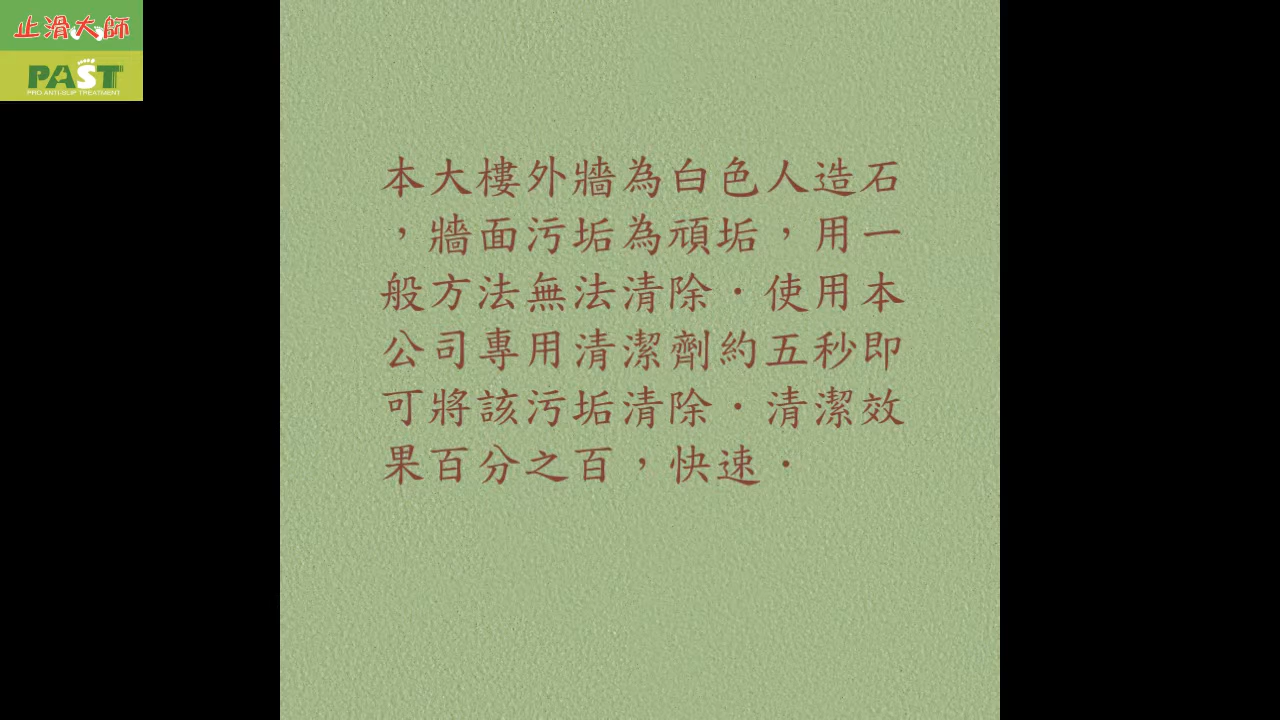 止滑大師
PAST
PRO ANTI-SLIP TREATMENT
本大樓外牆為白色人造石
，牆面污垢為頑垢，用一
般方法無法清除．使用本
公司專用清潔劑約五秒即
可將該污垢清除．清潔效
果百分之百，快速．